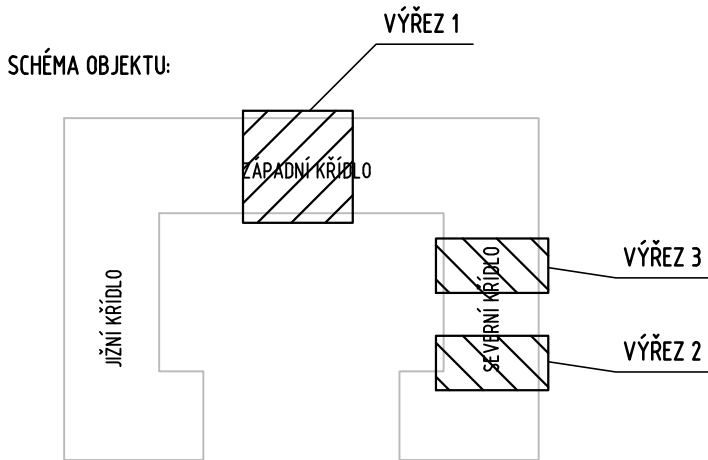 VÝŘEZ 1
SCHÉMA OBJEKTU:
ZÁPADNÍ KŘÍDLO
VÝŘEZ 3
JIŽNÍ KŘÍDLO
SEVERNÍ KŘÍDLO
VÝŘEZ 2